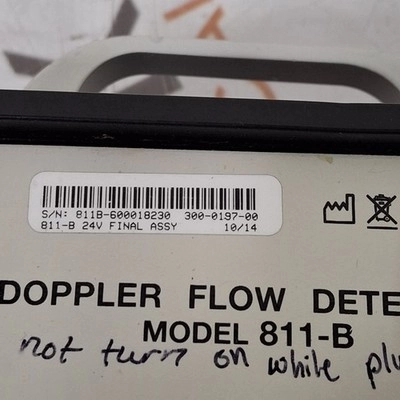 S/N: 811B-600018230 300-0197-00
811-B 24V FINAL ASSY 10/14
DOPPLER FLOW DETE
MODEL 811-B
not turn on while plu